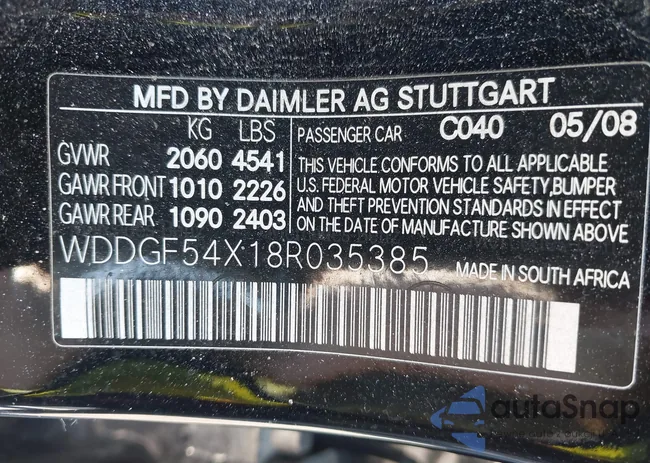 MFD BY DAIMLER AG STUTTGART
KG LBS
GVWR 2060 4541
GAWR FRONT 1010 2226
GAWR REAR 1090 2403
PASSENGER CAR C040 05/08
THIS VEHICLE CONFORMS TO ALL APPLICABLE
U.S. FEDERAL MOTOR VEHICLE SAFETY, BUMPER
AND THEFT PREVENTION STANDARDS IN EFFECT
ON THE DATE OF MANUFACTURE SHOWN ABOVE
WDDGF54X18R035385 MADE IN SOUTH AFRICA
autoSnap